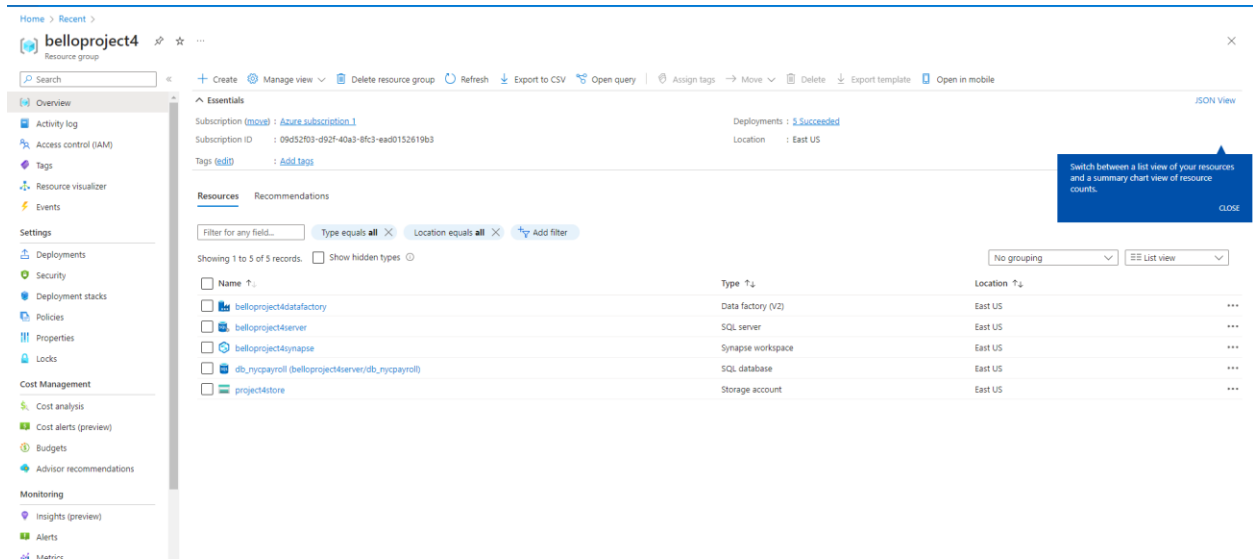 Home > Recent >
belloproject4
Resource group
Search
Create Manage view Delete resource group Refresh Export to CSV Open query Assign tags Move Delete Export template Open in mobile
Overview
Activity log
Access control (IAM)
Tags
Resource visualizer
Events
Settings
Deployments
Security
Deployment stacks
Policies
Properties
Locks
Cost Management
Cost analysis
Cost alerts (preview)
Budgets
Advisor recommendations
Monitoring
Insights (preview)
Alerts
Metrics
Essentials
JSON View
Subscription (move) : Azure subscription 1
Deployments : 5 Succeeded
Subscription ID : 09d52f03-d92f-40a3-8fc3-ead0152619b3
Location : East US
Tags (edit) : Add tags
Switch between a list view of your resources
and a summary chart view of resource
counts.
CLOSE
Resources Recommendations
Filter for any field... Type equals all Location equals all Add filter
Showing 1 to 5 of 5 records. Show hidden types
No grouping List view
Name Type Location
belloproject4datafactory Data factory (V2) East US
belloproject4server SQL server East US
belloproject4synapse Synapse workspace East US
db_nycpayroll (belloproject4server/db_nycpayroll) SQL database East US
project4store Storage account East US